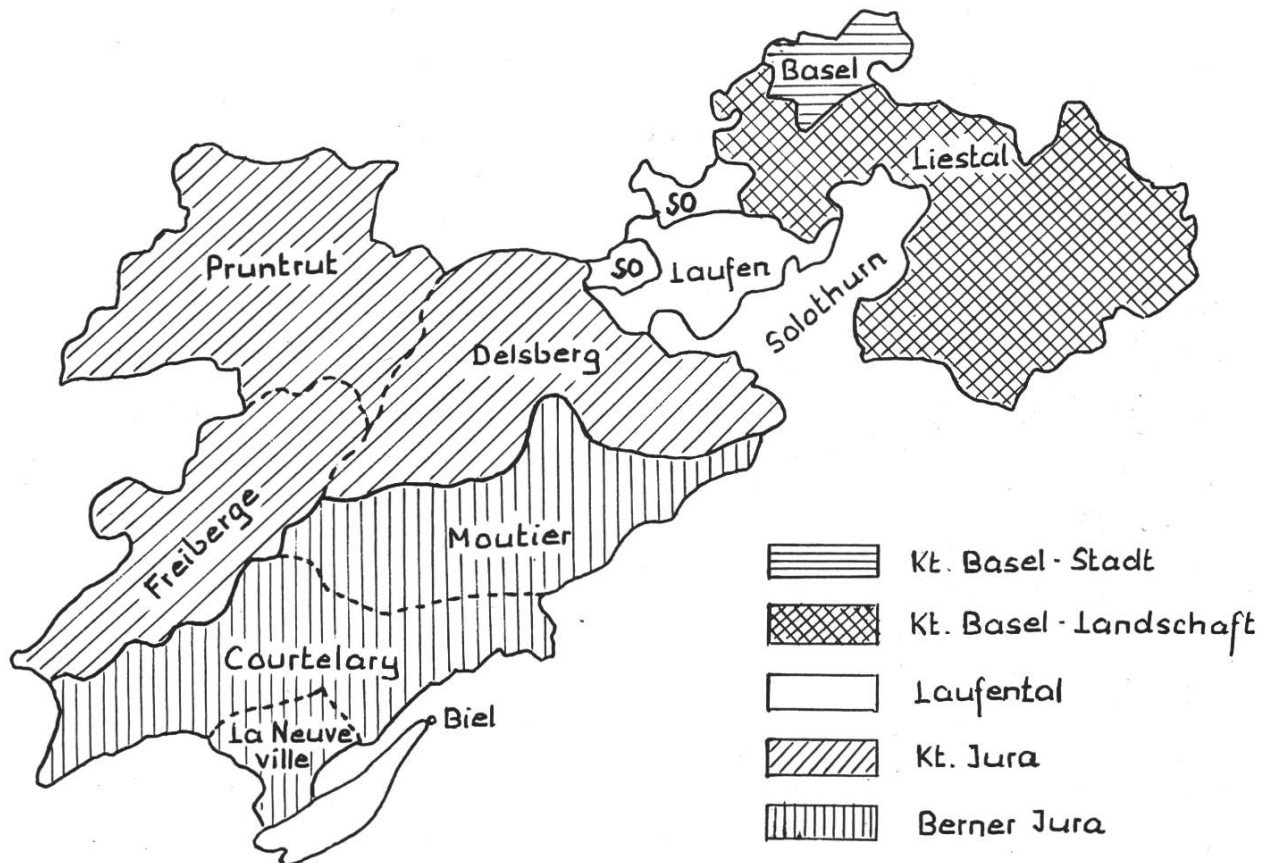 Basel
Liestal
SO
SO
Laufen
Solothurn
Pruntrut
Delsberg
Freiberge
Moutier
Courtelary
La Neuve
ville
Biel
Kt. Basel-Stadt
Kt. Basel-Landschaft
Laufental
Kt. Jura
Berner Jura